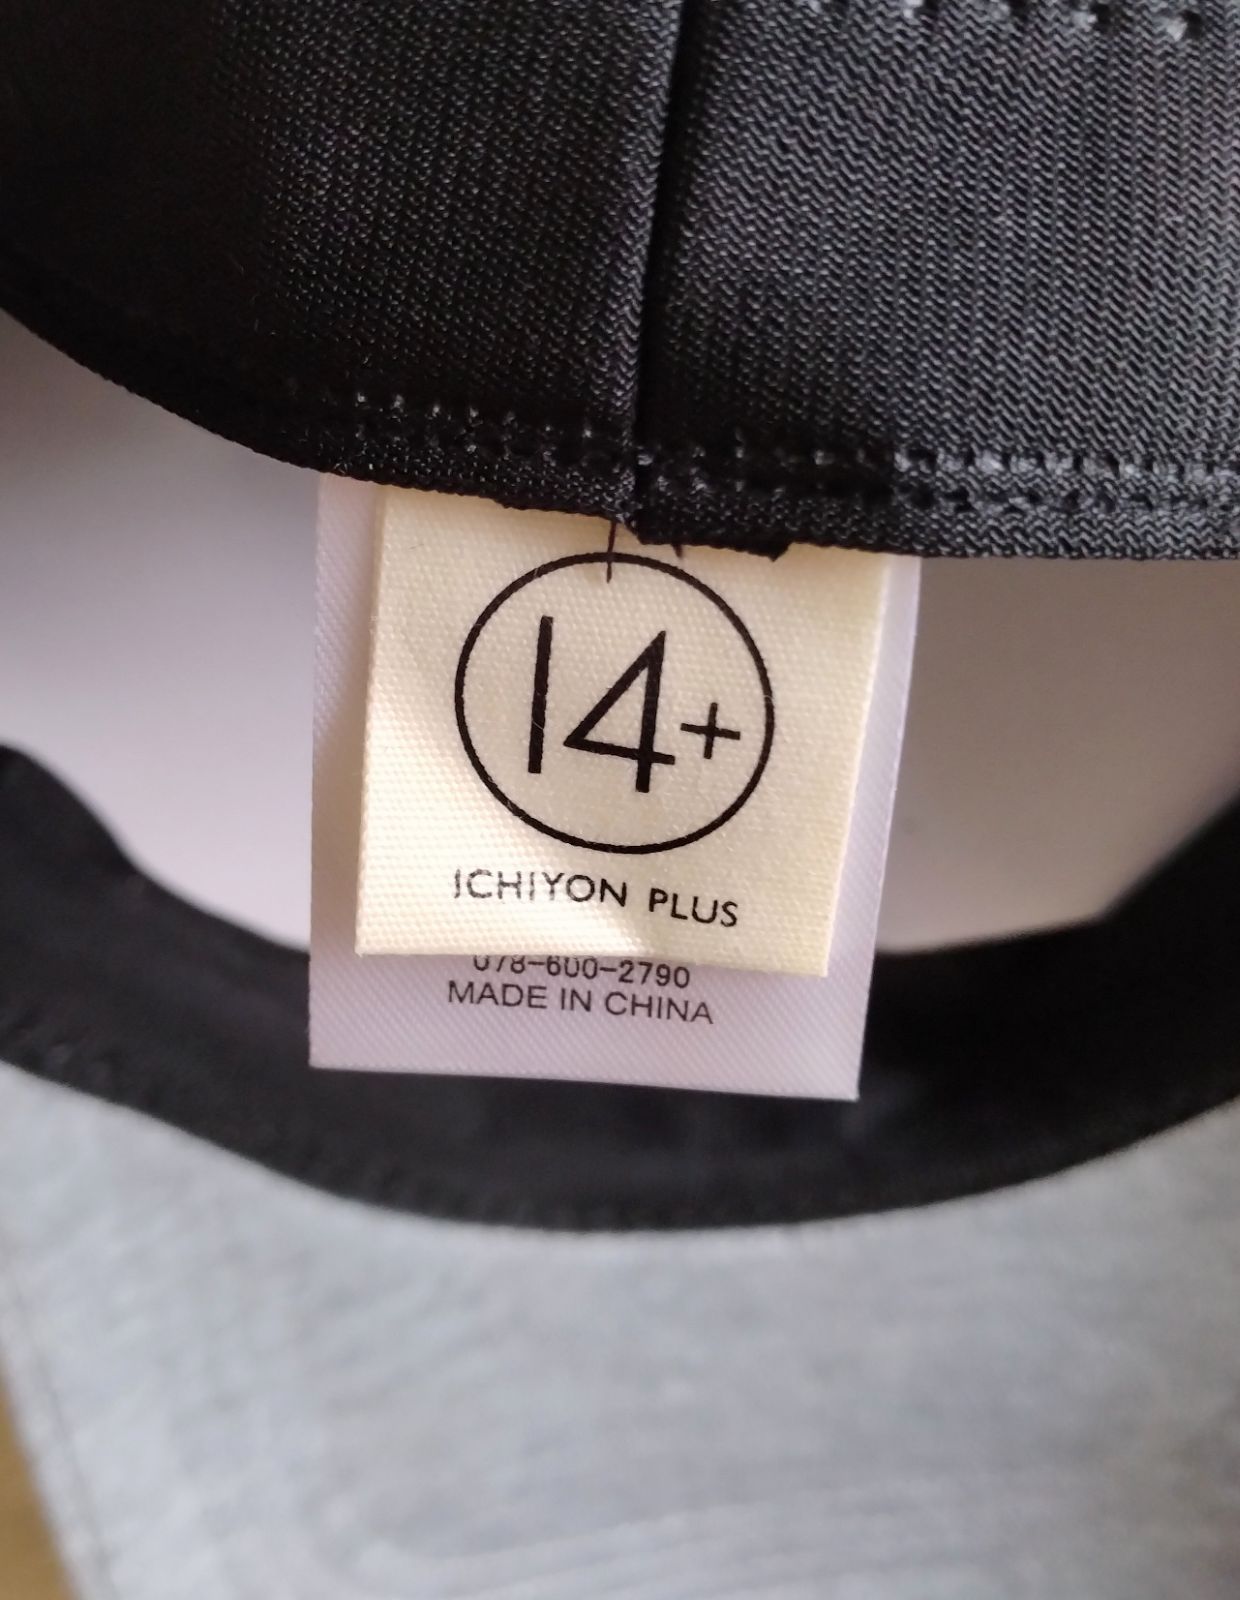 14+
ICHIYON PLUS
078-600-2790
MADE IN CHINA